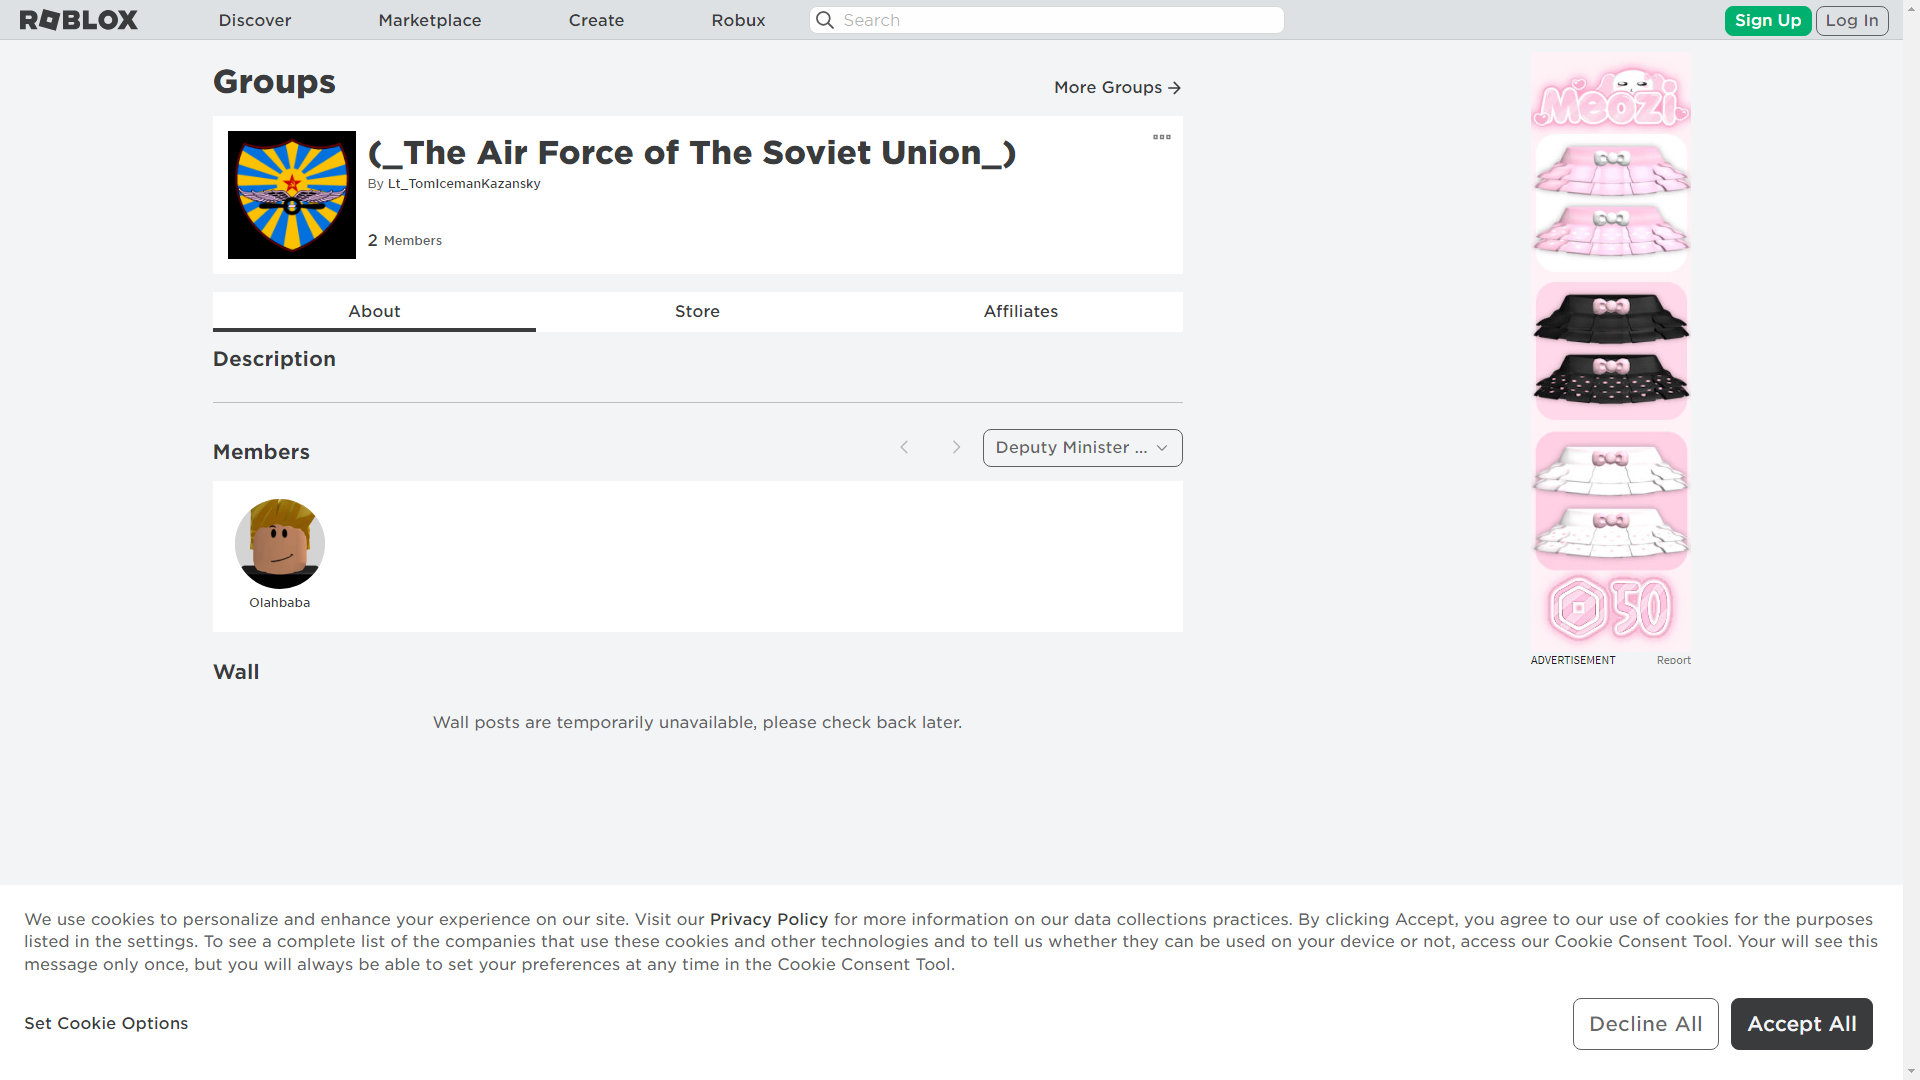 ROBLOX
Discover
Marketplace
Create
Robux
Search
Sign Up
Log In
Groups
More Groups
(_The Air Force of The Soviet Union_)
By Lt_TomIcemanKazansky
2 Members
About
Store
Affiliates
Description
Members
Deputy Minister ...
Olahbaba
Wall
Wall posts are temporarily unavailable, please check back later.
Meozi
50
ADVERTISEMENT
Report
We use cookies to personalize and enhance your experience on our site. Visit our Privacy Policy for more information on our data collections practices. By clicking Accept, you agree to our use of cookies for the purposes
listed in the settings. To see a complete list of the companies that use these cookies and other technologies and to tell us whether they can be used on your device or not, access our Cookie Consent Tool. Your will see this
message only once, but you will always be able to set your preferences at any time in the Cookie Consent Tool.
Set Cookie Options
Decline All
Accept All